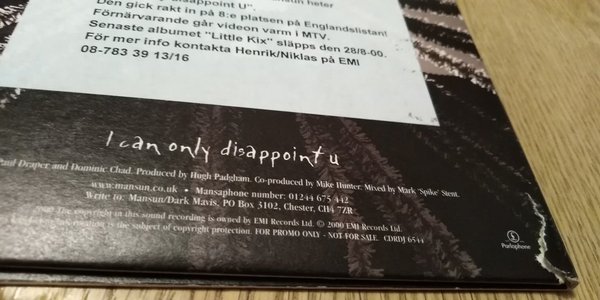 disappoint U".
Den gick rakt in på 8:e platsen på Englandslistan!
Förnärvarande går videon varm i MTV.
Senaste albumet "Little Kix" släpps den 28/8-00.
För mer info kontakta Henrik/Niklas på EMI
08-783 39 13/16
I can only disappoint u
Paul Draper and Dominic Chad. Produced by Hugh Padgham. Co-produced by Mike Hunter. Mixed by Mark 'Spike' Stent.
www.mansun.co.uk • Mansaphone number: 01244 675 442
Write to: Mansun/Dark Mavis, PO BOX 3102, Chester, CH4 7ZR
The copyright in this sound recording is owned by EMI Records Ltd. © 2000 EMI Records Ltd.
is the subject of copyright protection. FOR PROMO ONLY - NOT FOR SALE. CDRDJ 6544
Parlophone